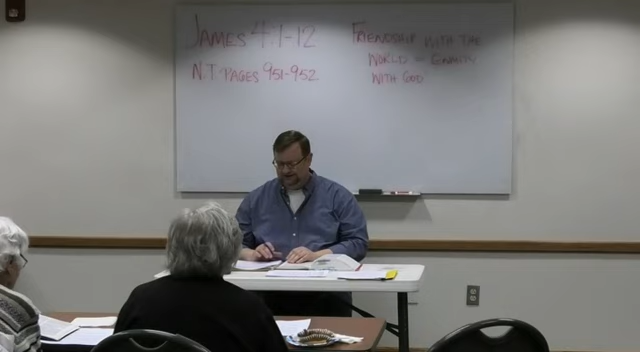 JAMES 4:1-12
N.T PAGES 951-952
FRIENDSHIP WITH THE
WORLD = ENMITY
WITH GOD